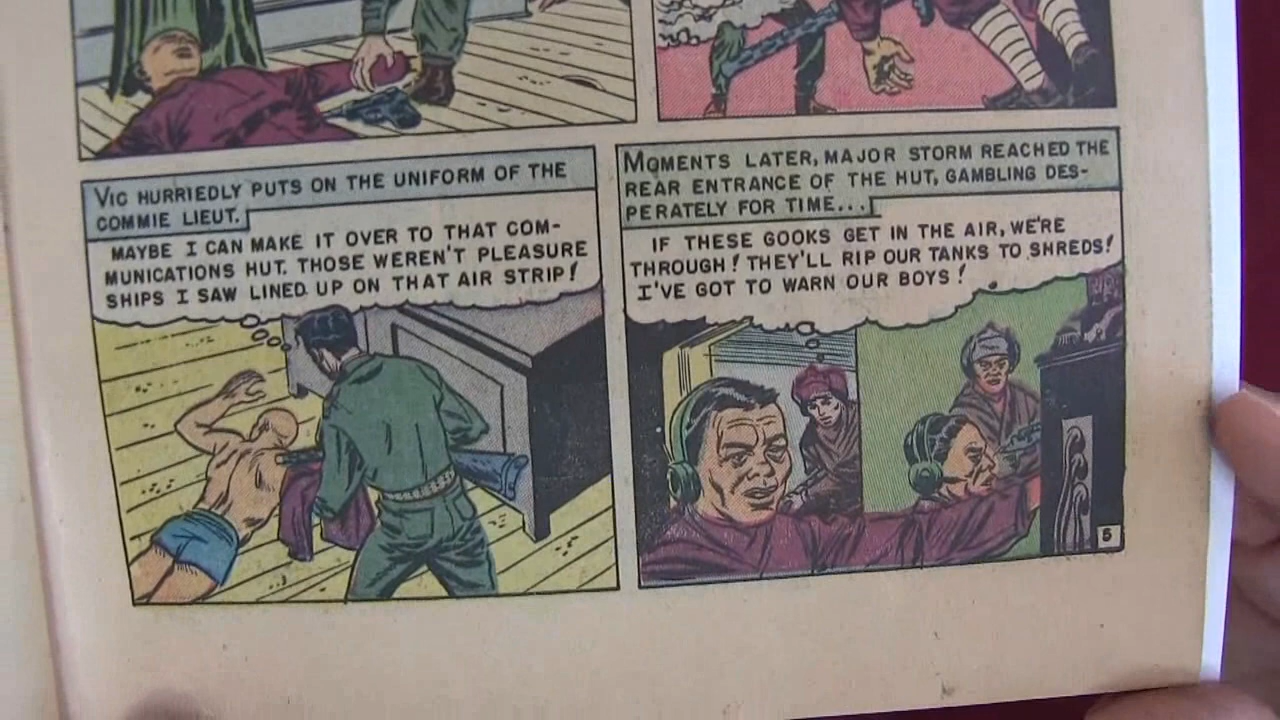 VIC HURRIEDLY PUTS ON THE UNIFORM OF THE
COMMIE LIEUT.
MAYBE I CAN MAKE IT OVER TO THAT COM-
MUNICATIONS HUT. THOSE WEREN'T PLEASURE
SHIPS I SAW LINED UP ON THAT AIR STRIP!
MOMENTS LATER, MAJOR STORM REACHED THE
REAR ENTRANCE OF THE HUT, GAMBLING DES-
PERATELY FOR TIME...
IF THESE GOOKS GET IN THE AIR, WE'RE
THROUGH! THEY'LL RIP OUR TANKS TO SHREDS!
I'VE GOT TO WARN OUR BOYS!
5